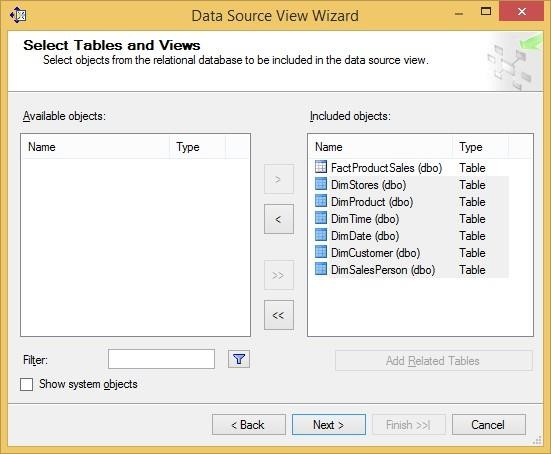 Data Source View Wizard
Select Tables and Views
Select objects from the relational database to be included in the data source view.
Available objects:
Included objects:
Name Type
Name Type
FactProductSales (dbo) Table
DimStores (dbo) Table
DimProduct (dbo) Table
DimTime (dbo) Table
DimDate (dbo) Table
DimCustomer (dbo) Table
DimSalesPerson (dbo) Table
>
<
>>
<<
Filter:
Add Related Tables
Show system objects
< Back Next > Finish >>| Cancel